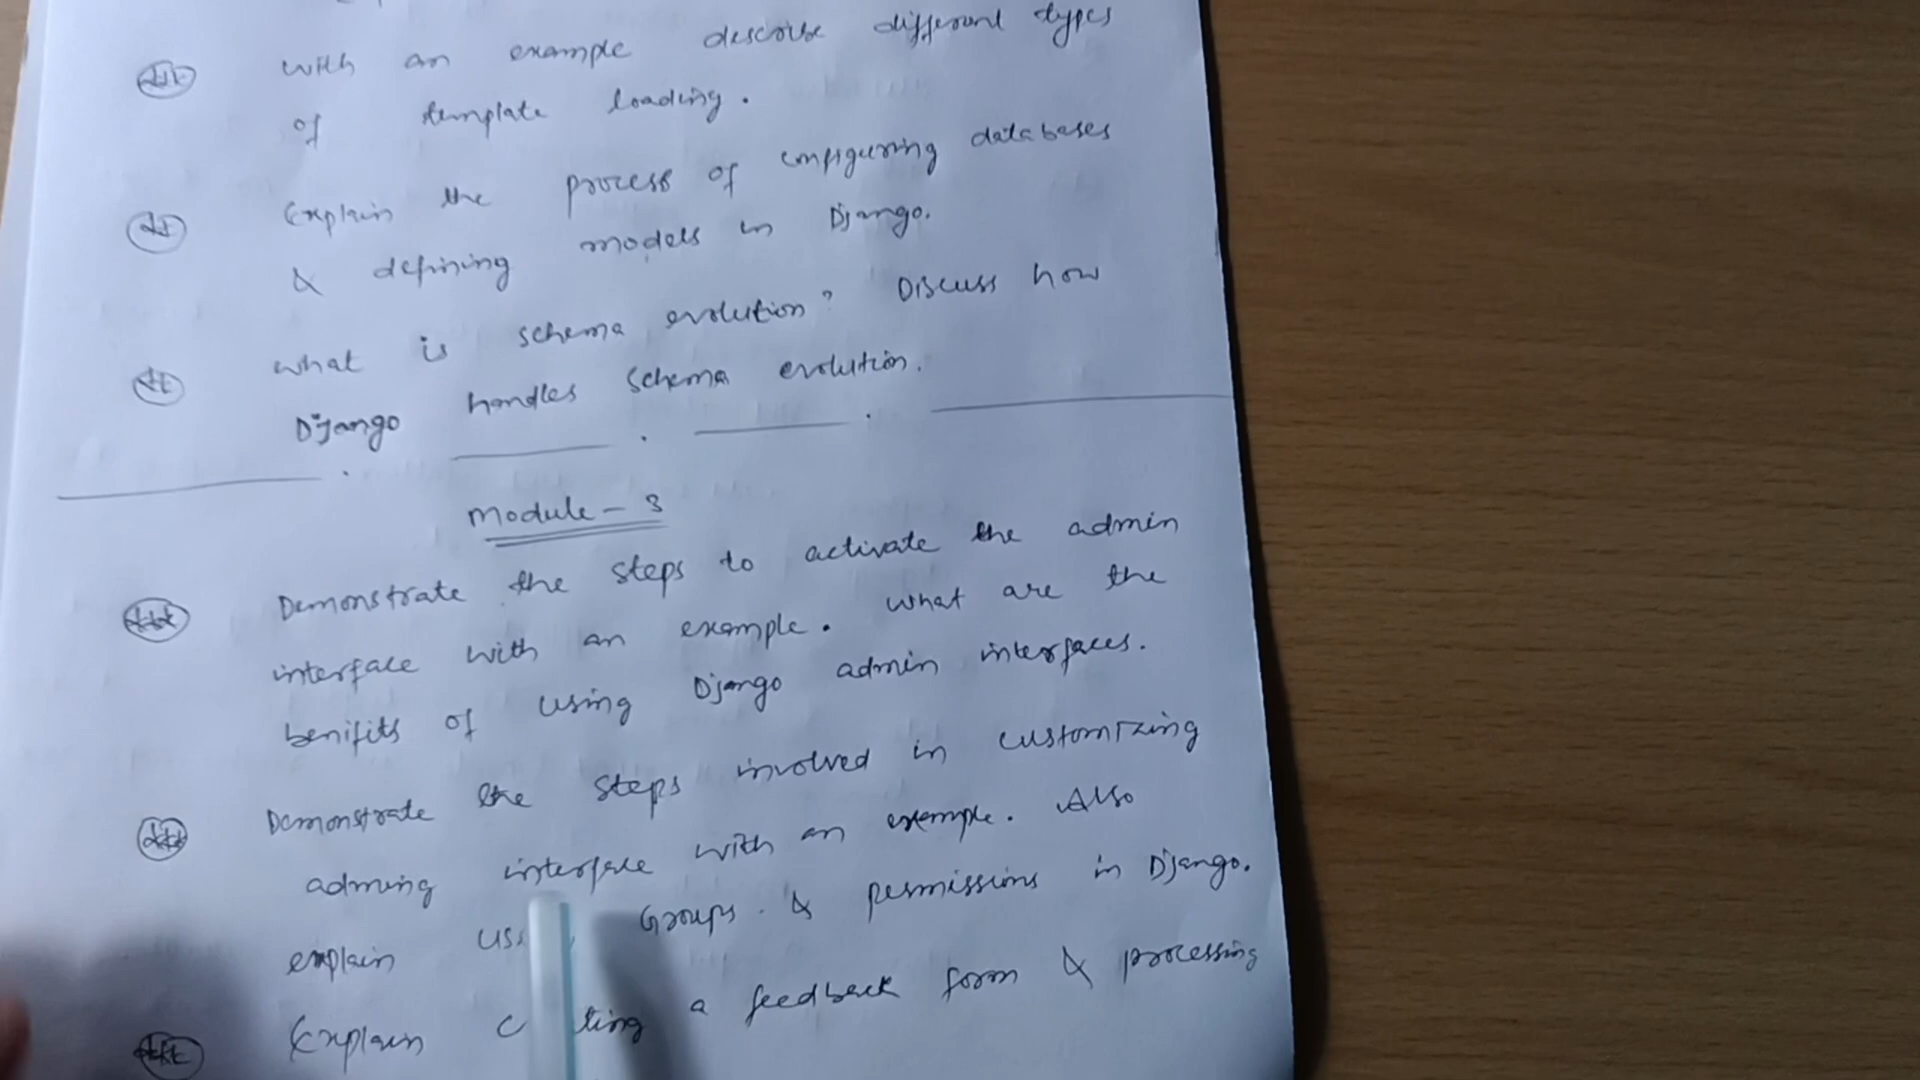 with an example describe different types
of template loading.
Explain the process of configuring databases
& defining models in Django.
what is schema evolution? Discuss how
Django handles schema evolution.
Module - 3
Demonstrate the steps to activate the admin
interface with an example. what are the
benifits of using Django admin interfaces.
Demonstrate the steps involved in customizing
adming interface with an example. Also
explain Groups & permissions in Django.
Explain a feedback form & processing